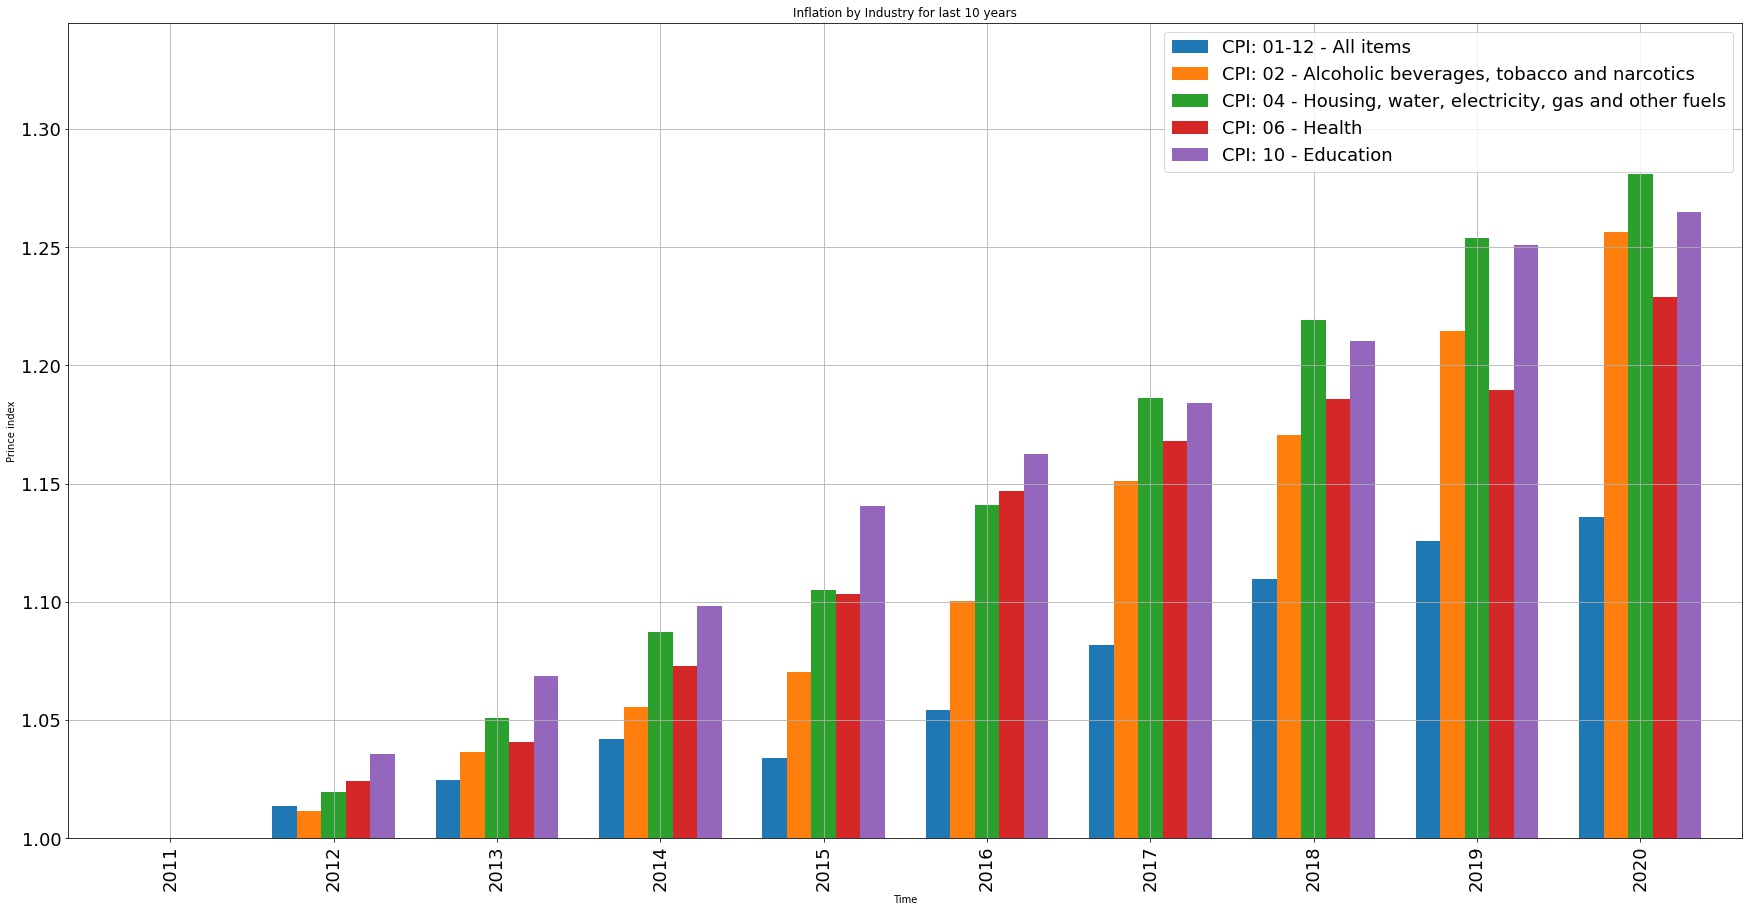 Inflation by Industry for last 10 years
CPI: 01-12 - All items
CPI: 02 - Alcoholic beverages, tobacco and narcotics
CPI: 04 - Housing, water, electricity, gas and other fuels
CPI: 06 - Health
CPI: 10 - Education
1.30
1.25
1.20
1.15
1.10
1.05
1.00
Prince index
2011
2012
2013
2014
2015
2016
2017
2018
2019
2020
Time